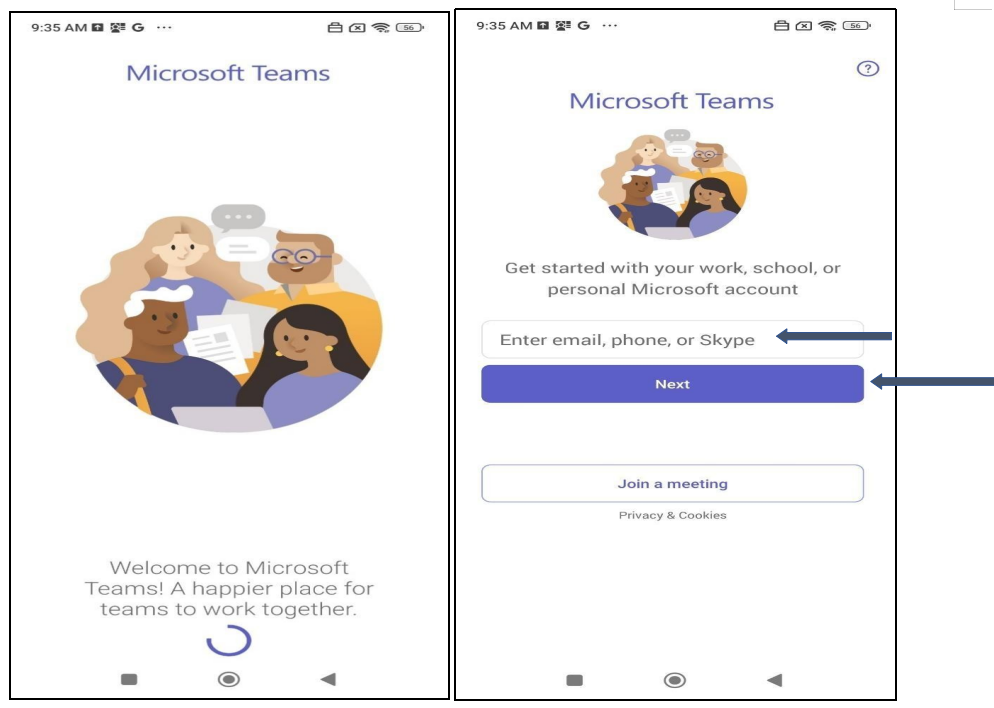 9:35 AM G ...
56
Microsoft Teams
Welcome to Microsoft
Teams! A happier place for
teams to work together.
9:35 AM G ...
56
?
Microsoft Teams
Get started with your work, school, or
personal Microsoft account
Enter email, phone, or Skype
Next
Join a meeting
Privacy & Cookies